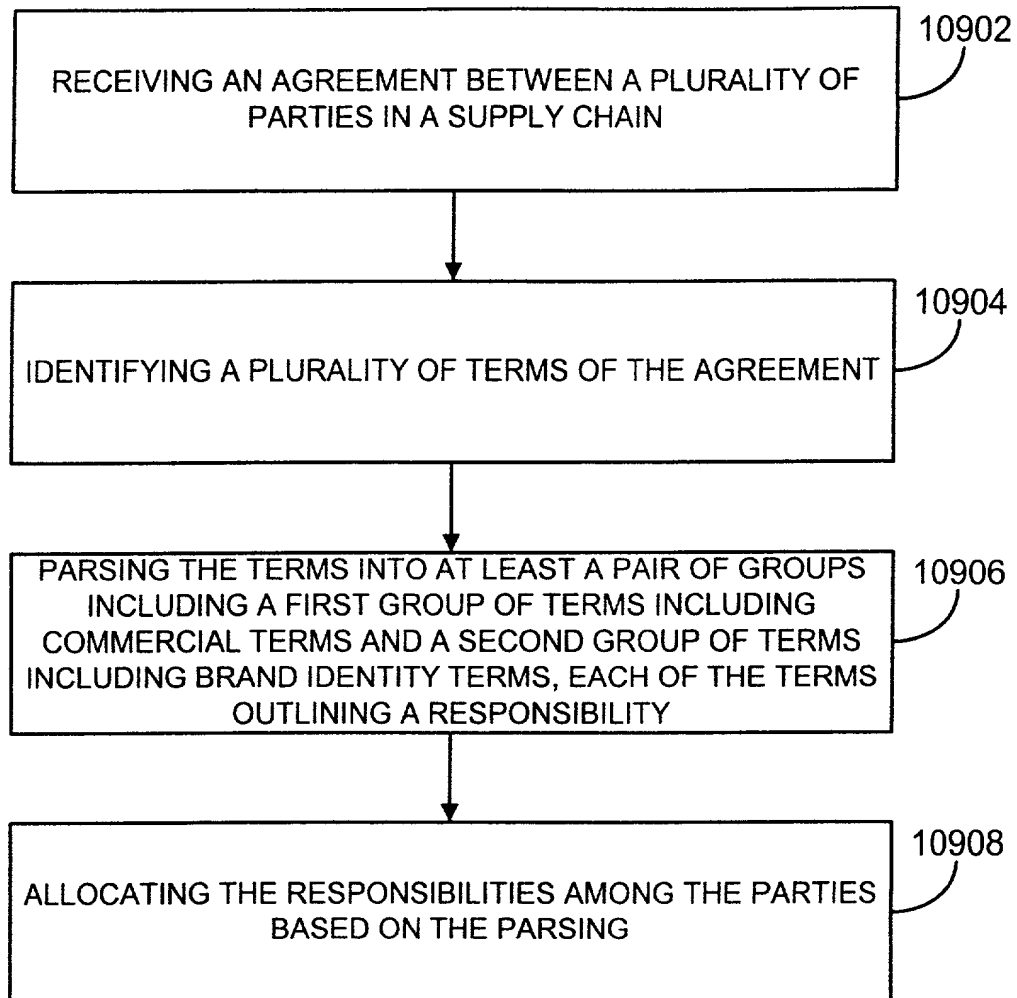 10902
RECEIVING AN AGREEMENT BETWEEN A PLURALITY OF
PARTIES IN A SUPPLY CHAIN
10904
IDENTIFYING A PLURALITY OF TERMS OF THE AGREEMENT
10906
PARSING THE TERMS INTO AT LEAST A PAIR OF GROUPS
INCLUDING A FIRST GROUP OF TERMS INCLUDING
COMMERCIAL TERMS AND A SECOND GROUP OF TERMS
INCLUDING BRAND IDENTITY TERMS, EACH OF THE TERMS
OUTLINING A RESPONSIBILITY
10908
ALLOCATING THE RESPONSIBILITIES AMONG THE PARTIES
BASED ON THE PARSING